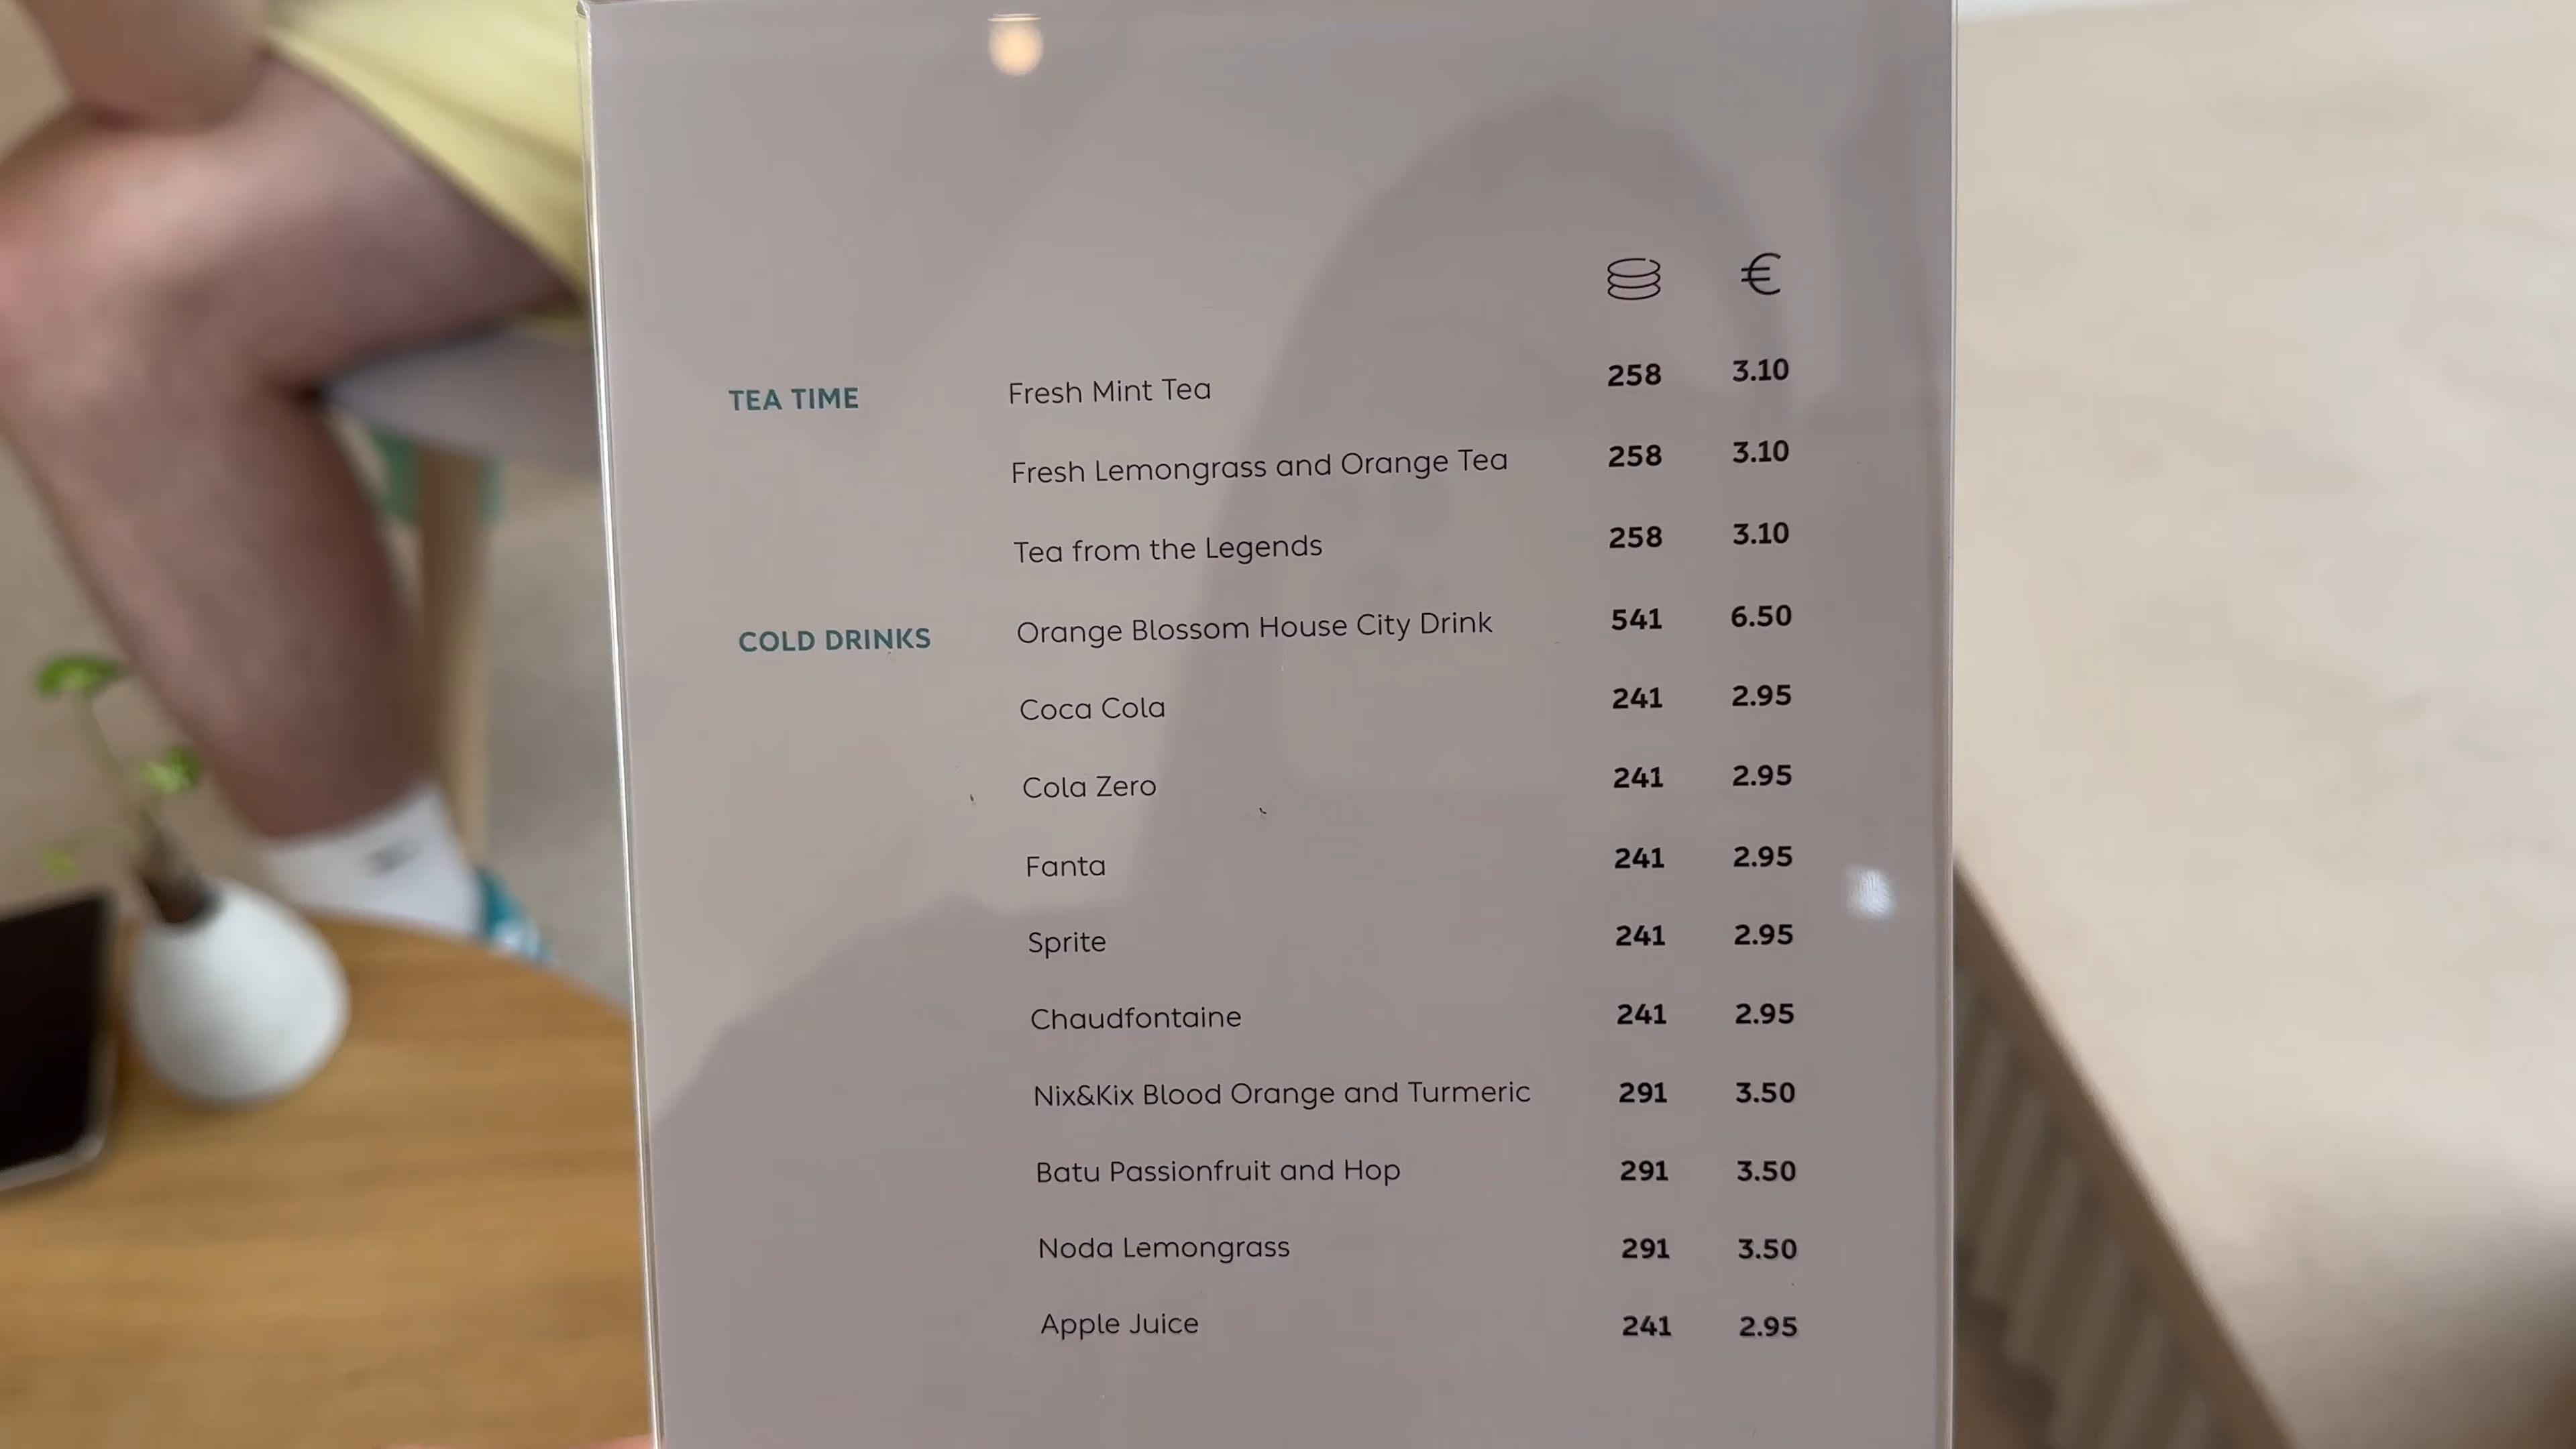 €
TEA TIME Fresh Mint Tea 258 3.10
Fresh Lemongrass and Orange Tea 258 3.10
Tea from the Legends 258 3.10
COLD DRINKS Orange Blossom House City Drink 541 6.50
Coca Cola 241 2.95
Cola Zero 241 2.95
Fanta 241 2.95
Sprite 241 2.95
Chaudfontaine 241 2.95
Nix&Kix Blood Orange and Turmeric 291 3.50
Batu Passionfruit and Hop 291 3.50
Noda Lemongrass 291 3.50
Apple Juice 241 2.95